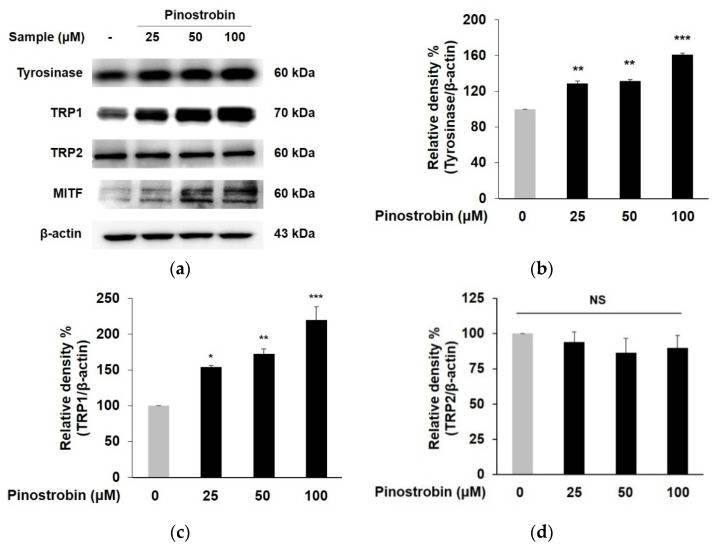 Pinostrobin
Sample (μM) - 25 50 100
Tyrosinase 60 kDa
TRP1 70 kDa
TRP2 60 kDa
MITF 60 kDa
β-actin 43 kDa
(a)
Relative density %
(Tyrosinase/β-actin)
200
160
120
80
40
0
** ** ***
Pinostrobin (μM) 0 25 50 100
(b)
Relative density %
(TRP1/β-actin)
250
200
150
100
50
0
* ** ***
Pinostrobin (μM) 0 25 50 100
(c)
Relative density %
(TRP2/β-actin)
125
100
75
50
25
0
NS
Pinostrobin (μM) 0 25 50 100
(d)